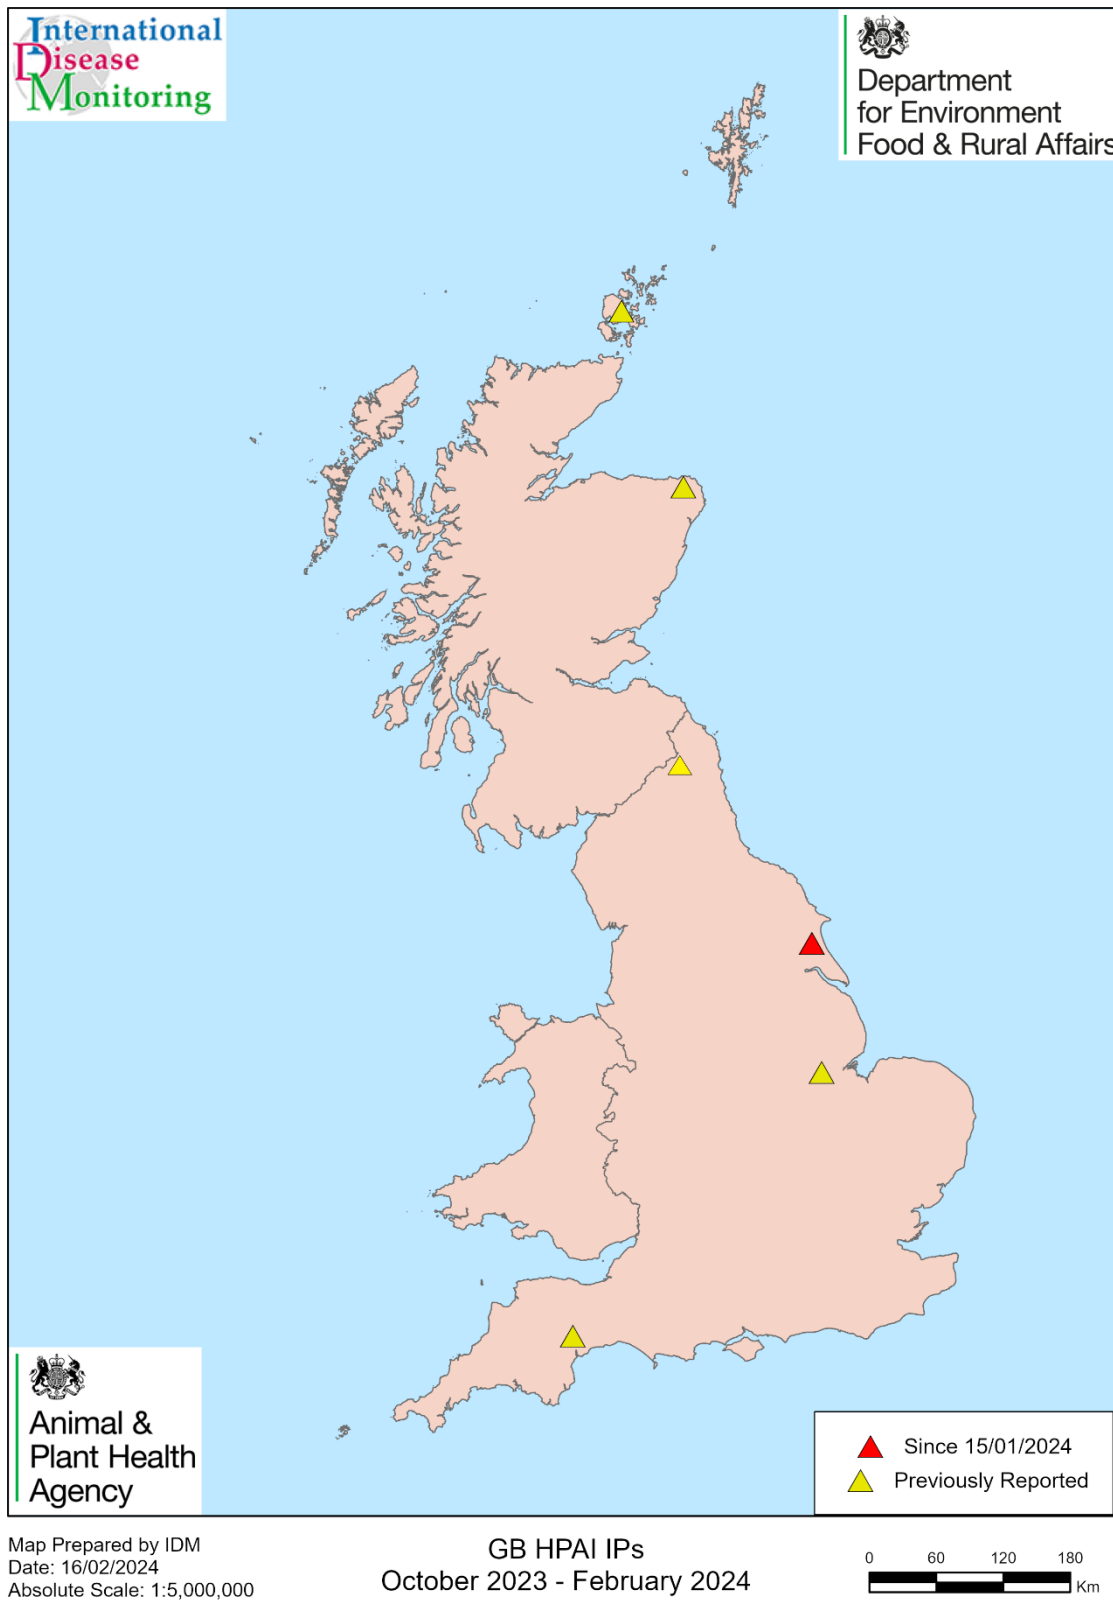 International
Disease
Monitoring
Department
for Environment
Food & Rural Affairs
Animal &
Plant Health
Agency
Since 15/01/2024
Previously Reported
Map Prepared by IDM
Date: 16/02/2024
Absolute Scale: 1:5,000,000
GB HPAI IPs
October 2023 - February 2024
0 60 120 180
Km